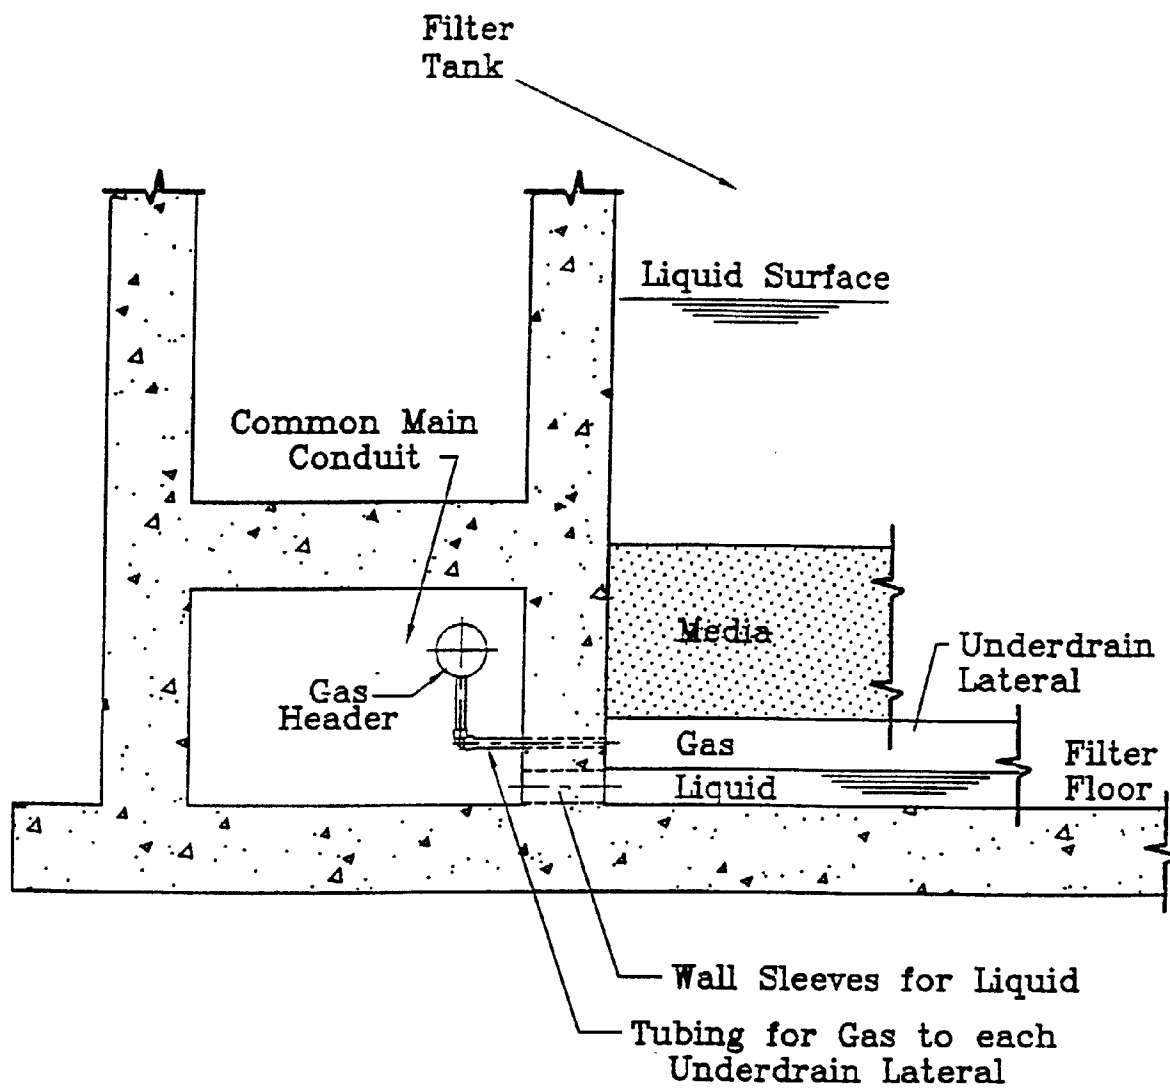 Filter
Tank
Liquid Surface
Common Main
Conduit
Media
Underdrain
Lateral
Gas
Header
Gas
Filter
Floor
Liquid
Wall Sleeves for Liquid
Tubing for Gas to each
Underdrain Lateral